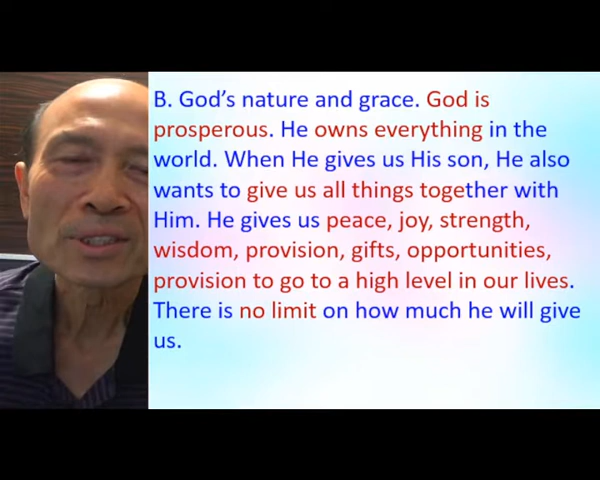 B. God's nature and grace. God is
prosperous. He owns everything in the
world. When He gives us His son, He also
wants to give us all things together with
Him. He gives us peace, joy, strength,
wisdom, provision, gifts, opportunities,
provision to go to a high level in our lives.
There is no limit on how much he will give
us.